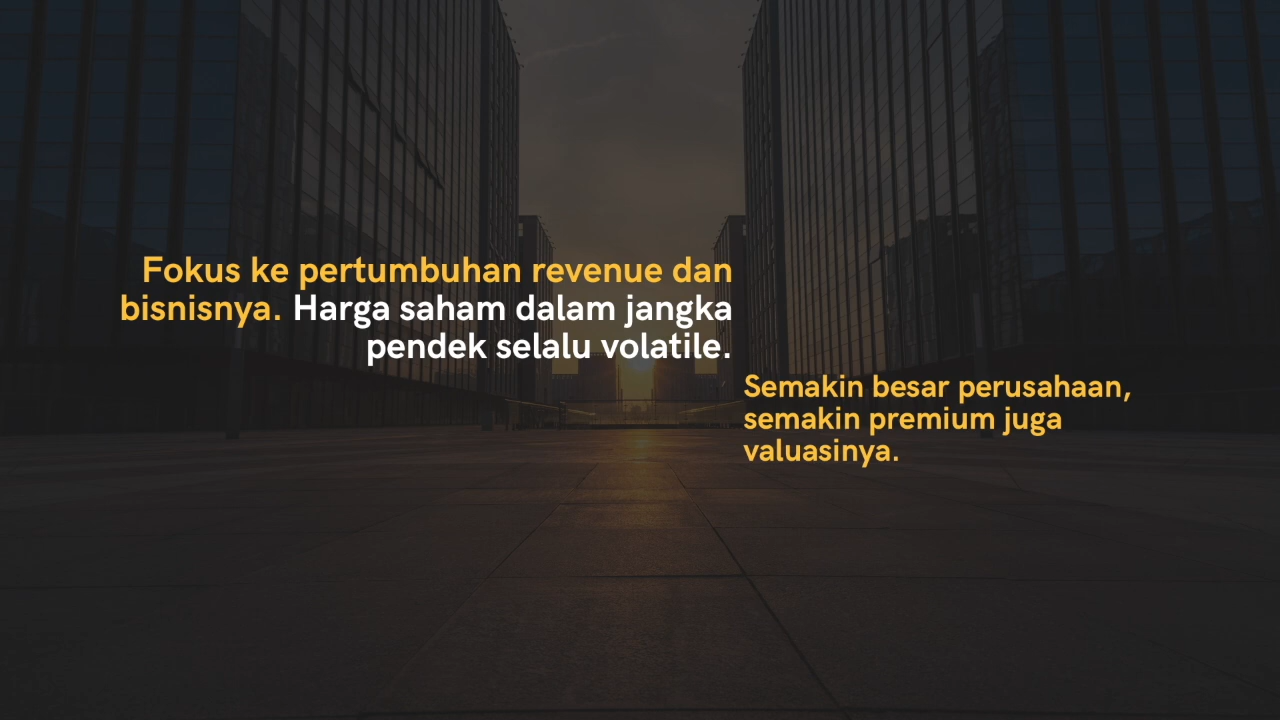 Fokus ke pertumbuhan revenue dan
bisnisnya. Harga saham dalam jangka
pendek selalu volatile.
Semakin besar perusahaan,
semakin premium juga
valuasinya.